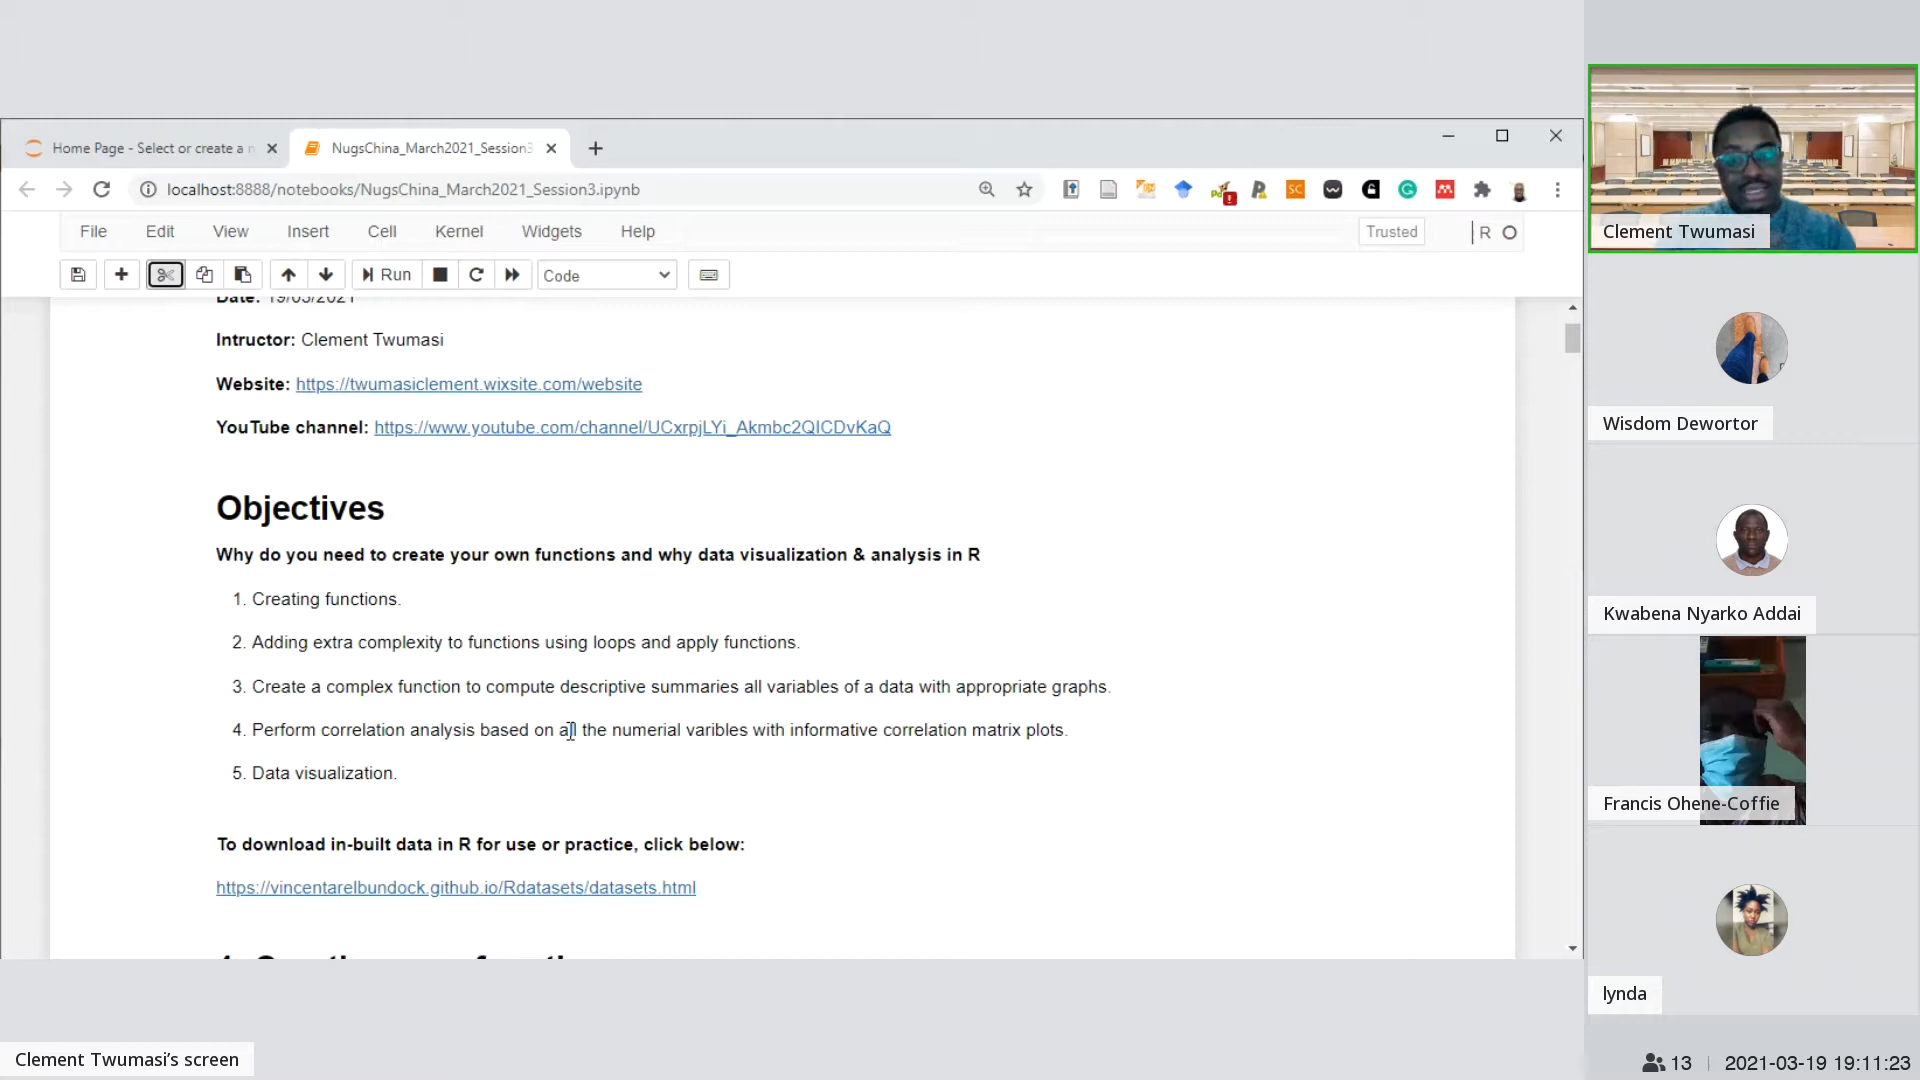 Home Page - Select or create a n
NugsChina_March2021_Session3
localhost:8888/notebooks/NugsChina_March2021_Session3.ipynb
File Edit View Insert Cell Kernel Widgets Help Trusted R
Run Code
Date: 19/03/2021
Intructor: Clement Twumasi
Website: https://twumasiclement.wixsite.com/website
YouTube channel: https://www.youtube.com/channel/UCxrpjLYi_Akmbc2QICDvKaQ
Objectives
Why do you need to create your own functions and why data visualization & analysis in R
1. Creating functions.
2. Adding extra complexity to functions using loops and apply functions.
3. Create a complex function to compute descriptive summaries all variables of a data with appropriate graphs.
4. Perform correlation analysis based on all the numerial varibles with informative correlation matrix plots.
5. Data visualization.
To download in-built data in R for use or practice, click below:
https://vincentarelbundock.github.io/Rdatasets/datasets.html
Clement Twumasi's screen
Clement Twumasi
Wisdom Dewortor
Kwabena Nyarko Addai
Francis Ohene-Coffie
lynda
13 2021-03-19 19:11:23